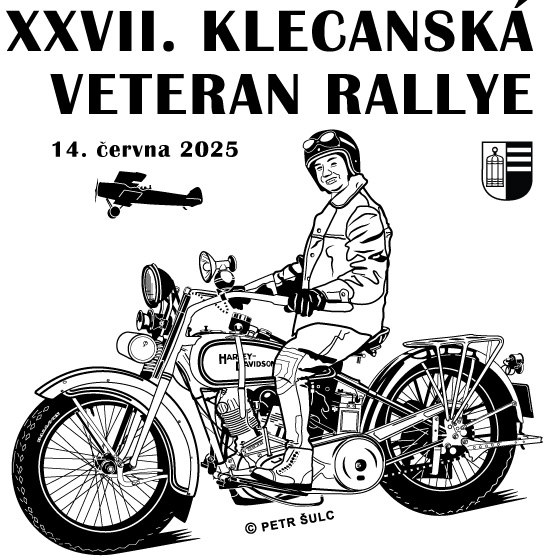 XXVII. KLECANSKÁ
VETERAN RALLYE
14. června 2025
HARLEY-
DAVIDSON
© PETR ŠULC